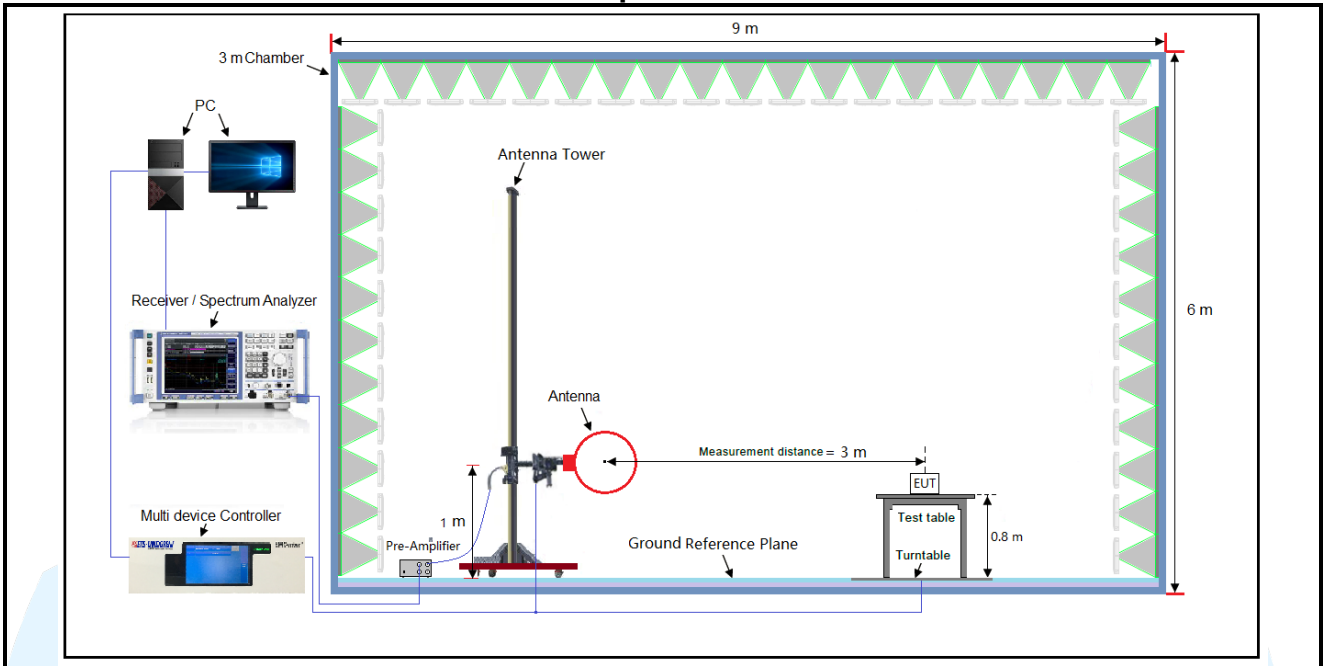 9 m
3 m Chamber
PC
Antenna Tower
Receiver / Spectrum Analyzer
6 m
Antenna
Measurement distance = 3 m
EUT
Multi device Controller
1 m
Test table
0.8 m
Pre-Amplifier
Ground Reference Plane
Turntable